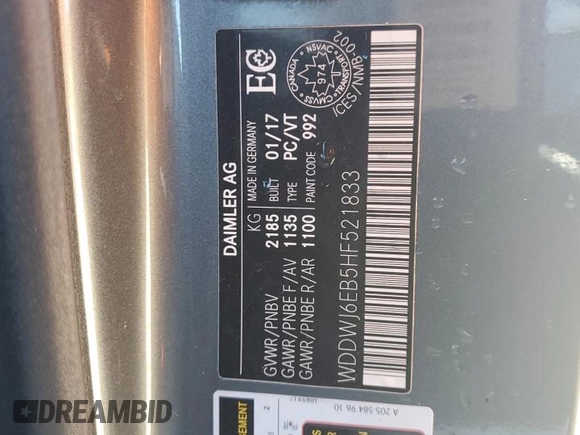 DAIMLER AG
KG MADE IN GERMANY
GVWR/PNBV 2185 BUILT 01/17
GAWR/PNBE F/AV 1135 TYPE PC/VT
GAWR/PNBE R/AR 1100 PAINT CODE 992
WDDWJ6EB5HF521833
EC
CANADA
NSVAC
974
TRANSPORT
CMVSS
ICES/NMB-002
A 205 584 96 10
DREAMBID